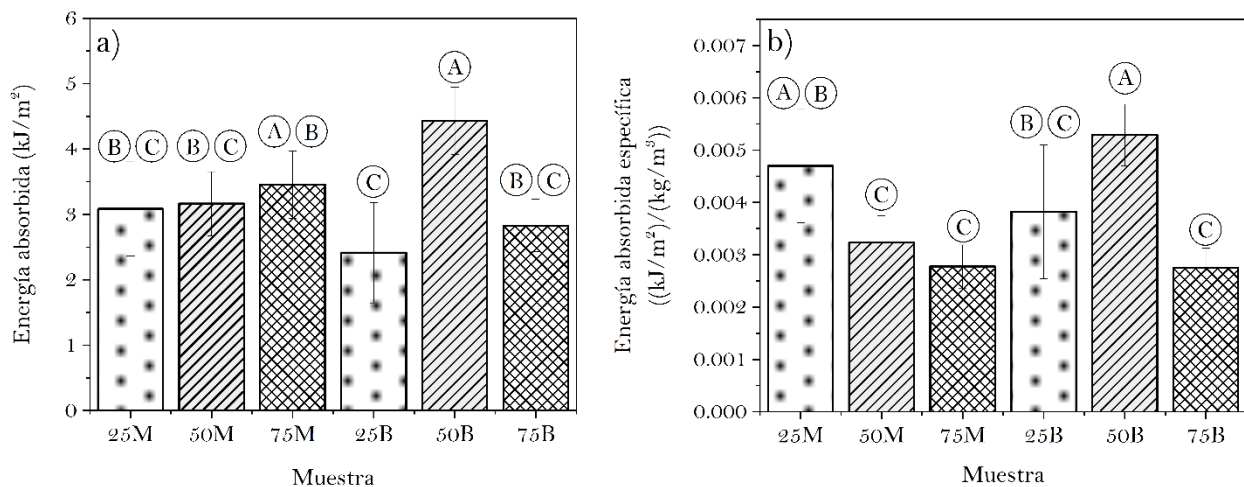 a)
Energía absorbida (kJ/m²)
6
5
4
3
2
1
0
B C
B C
A B
C
A
B C
25M 50M 75M 25B 50B 75B
Muestra
b)
Energía absorbida específica
((kJ/m²)/(kg/m³))
0.007
0.006
0.005
0.004
0.003
0.002
0.001
0.000
A B
C
C
B C
A
C
25M 50M 75M 25B 50B 75B
Muestra